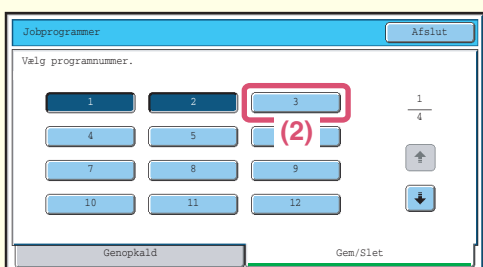 Jobprogrammer Afslut
Vælg programnummer.
1 2 3 1
4
4 5 (2)
7 8 9
10 11 12
Genopkald Gem/Slet